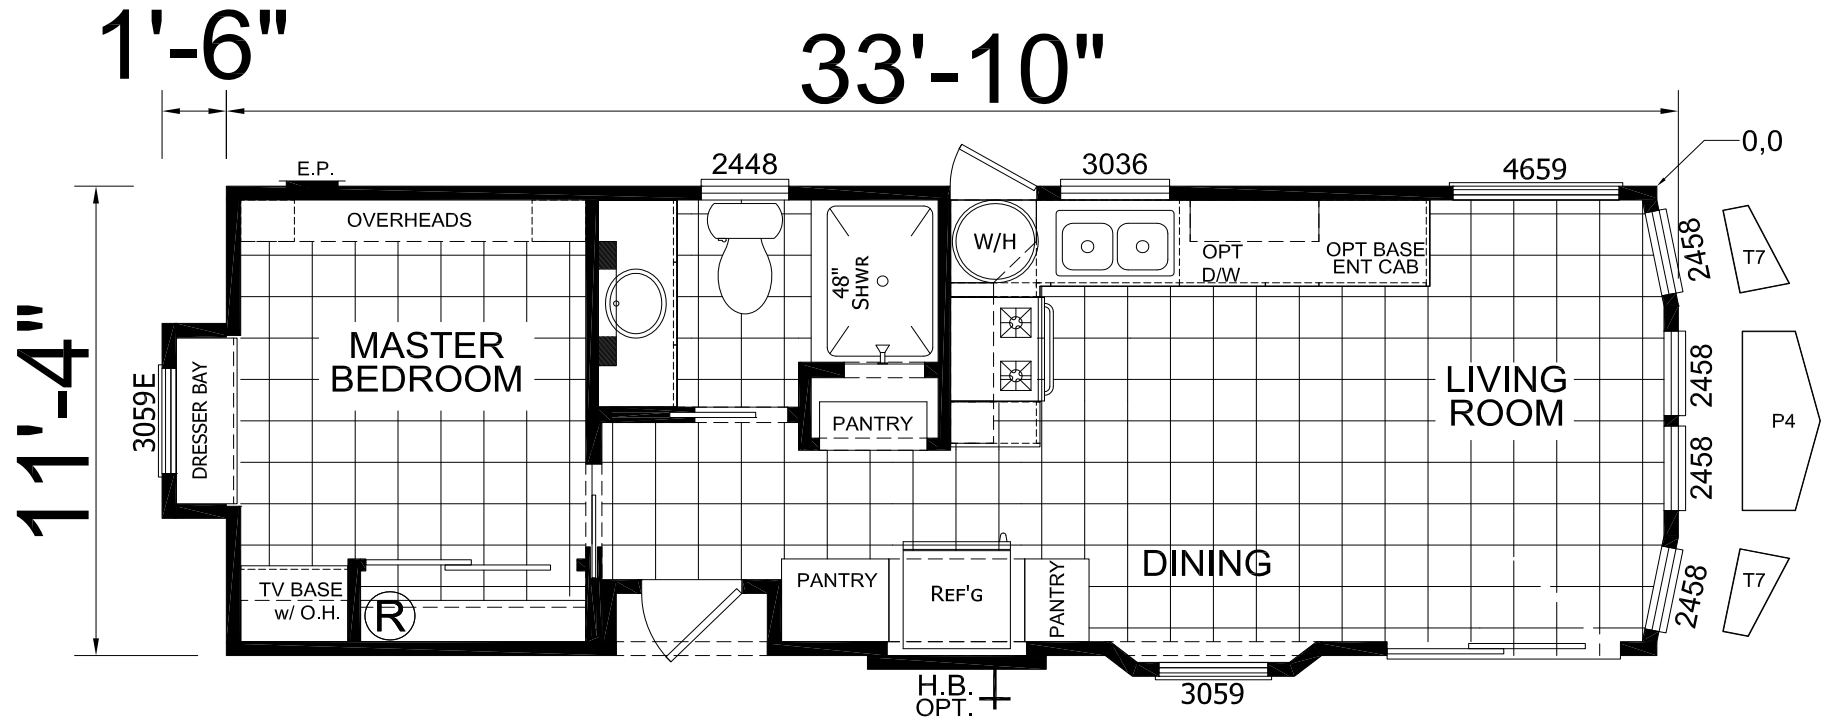 1'-6"
33'-10"
0,0
E.P.
2448
3036
4659
OVERHEADS
W/H
OPT
D/W
OPT BASE
ENT CAB
2458
T7
48"
SHWR
11'-4"
MASTER
BEDROOM
3059E
DRESSER BAY
LIVING
ROOM
2458
P4
PANTRY
2458
DINING
TV BASE
w/ O.H.
R
PANTRY
REF'G
PANTRY
2458
T7
H.B.
OPT.
3059